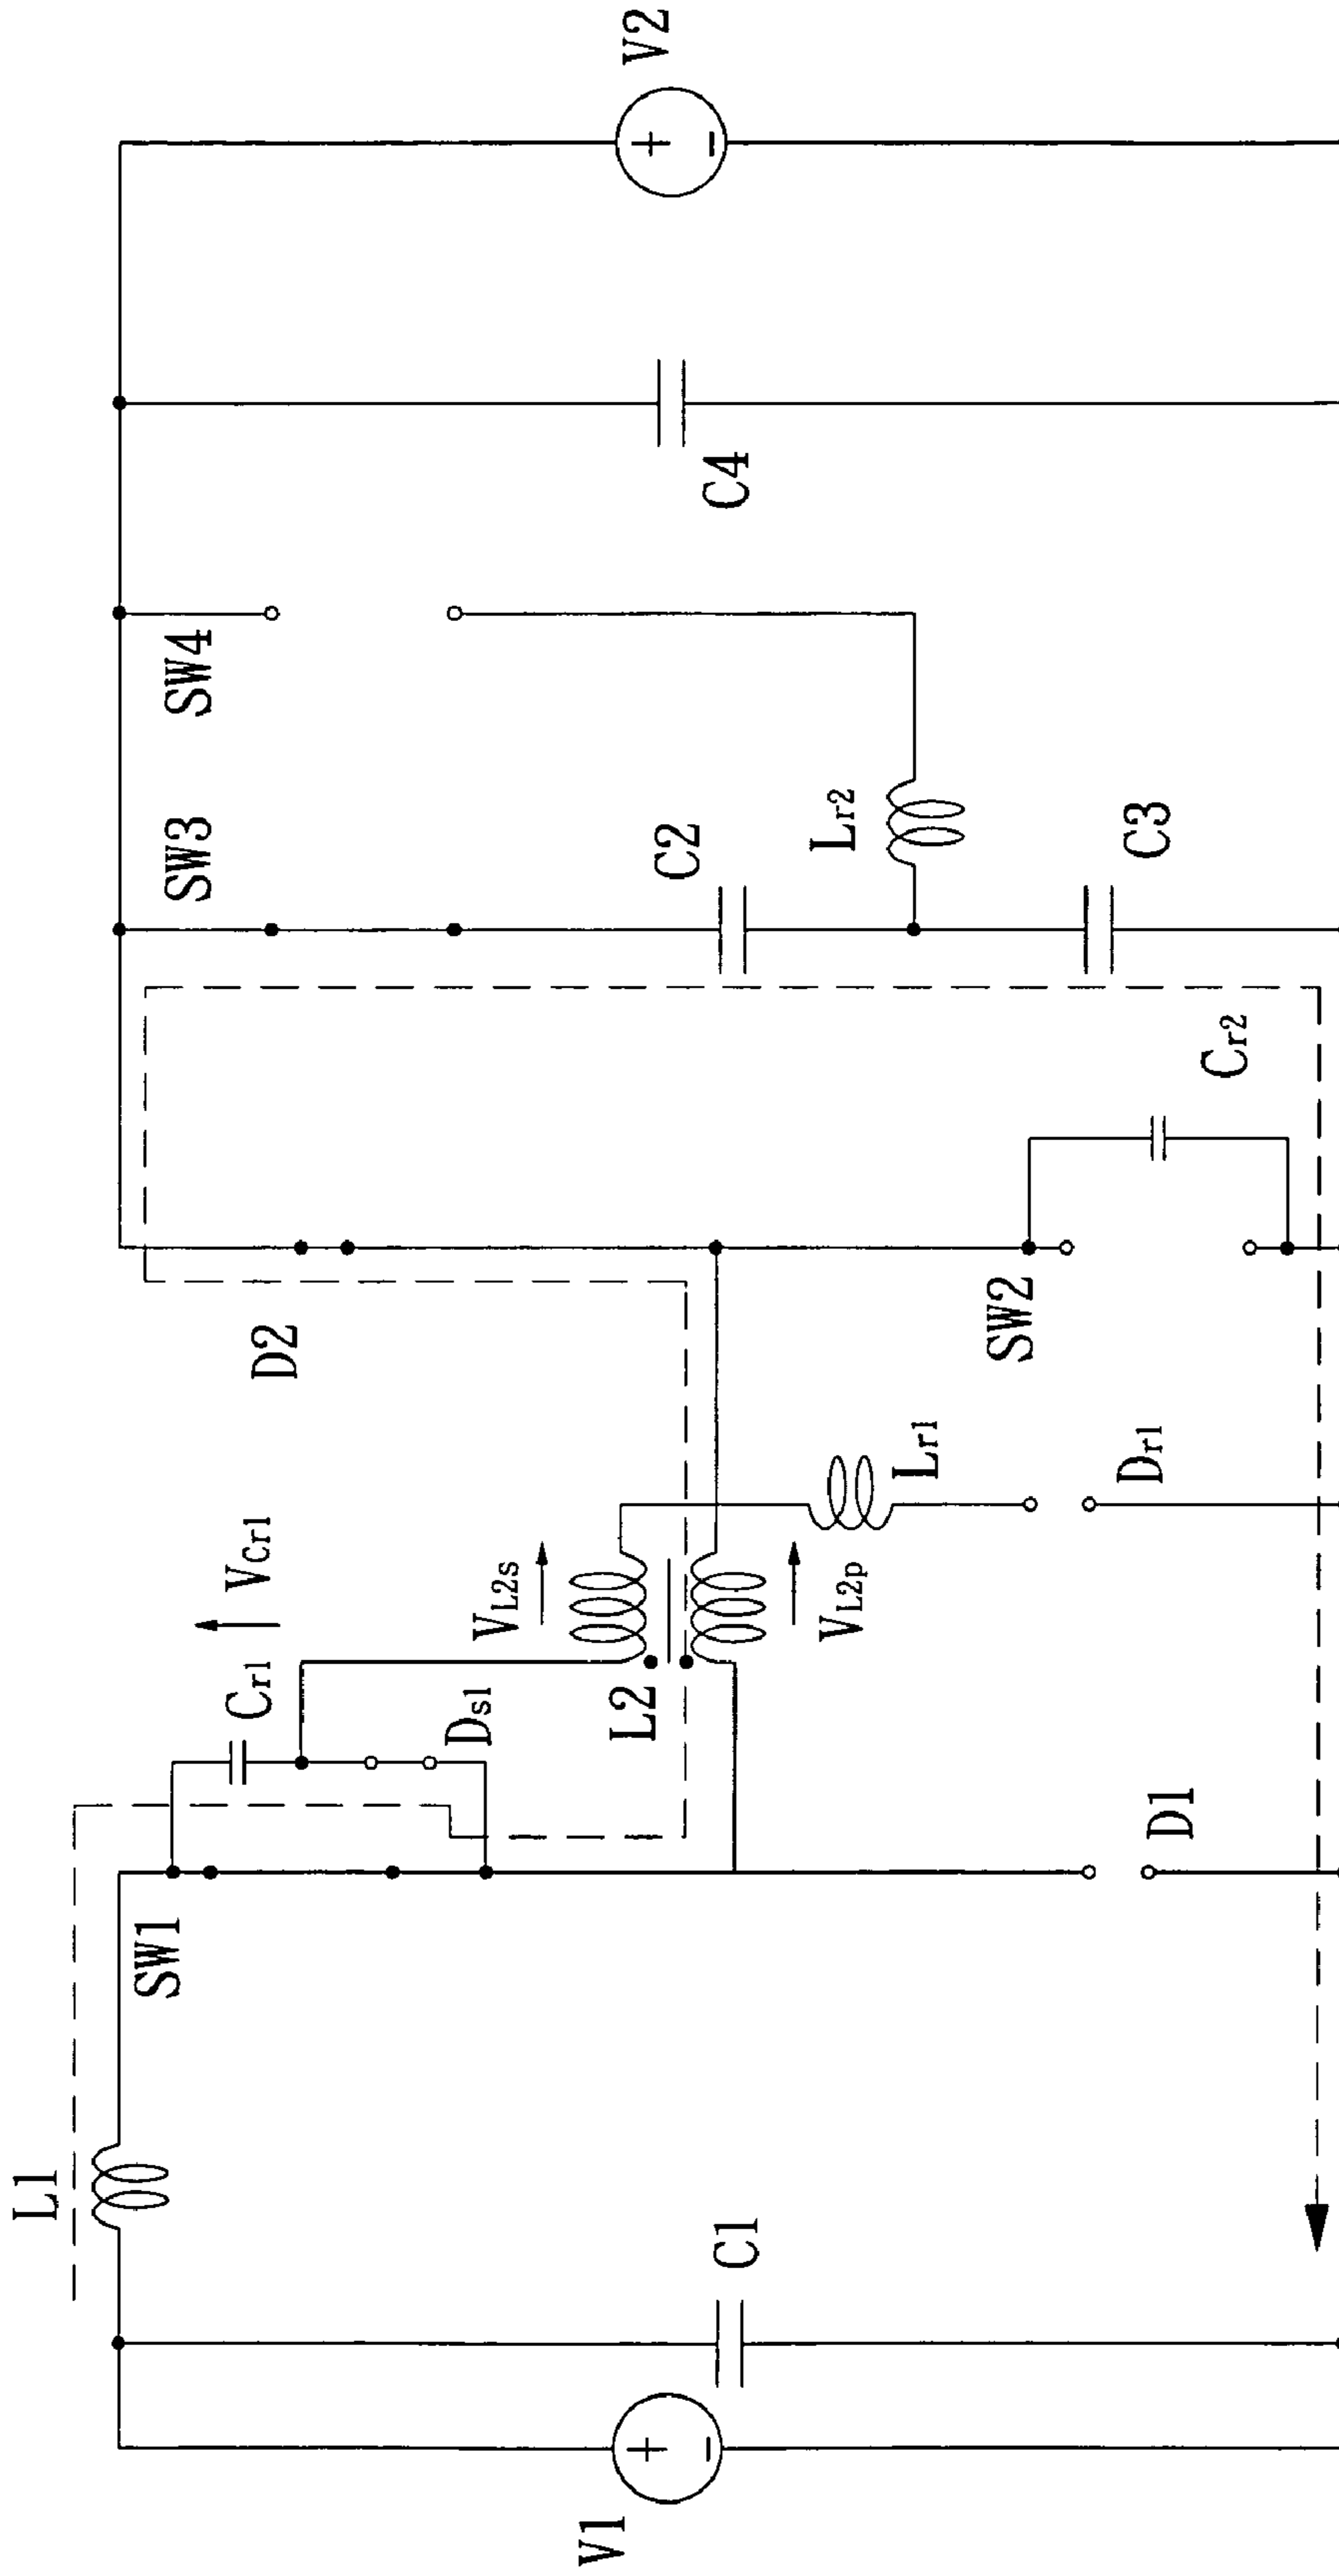 V1
+
-
C1
L1
SW1
Cr1
VCr1
Ds1
D1
L2
VL2s
VL2p
Lr1
Dr1
D2
SW2
Cr2
SW3
C2
C3
Lr2
SW4
C4
V2
+
-